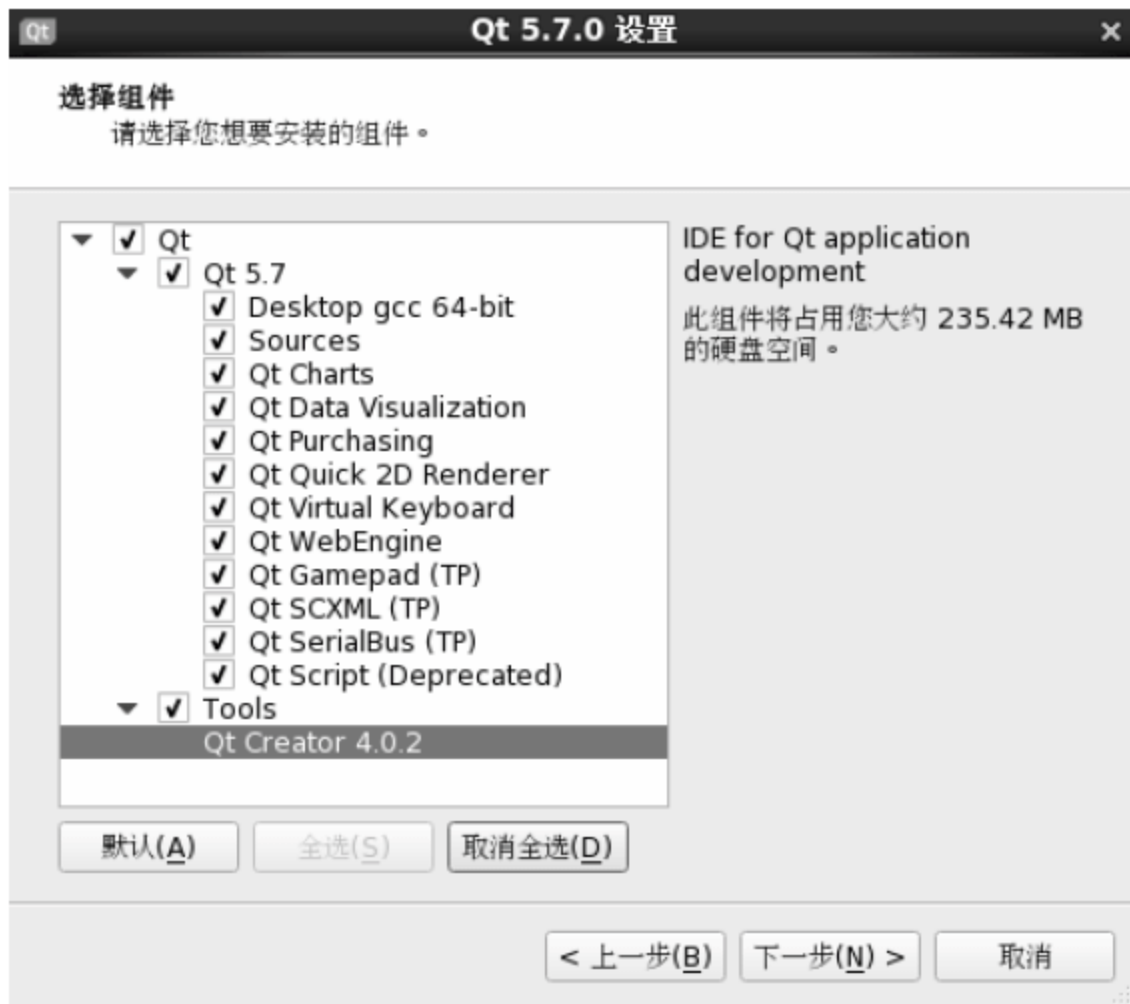 Qt
Qt 5.7.0 设置
选择组件
请选择您想要安装的组件。
Qt
Qt 5.7
Desktop gcc 64-bit
Sources
Qt Charts
Qt Data Visualization
Qt Purchasing
Qt Quick 2D Renderer
Qt Virtual Keyboard
Qt WebEngine
Qt Gamepad (TP)
Qt SCXML (TP)
Qt SerialBus (TP)
Qt Script (Deprecated)
Tools
Qt Creator 4.0.2
IDE for Qt application
development
此组件将占用您大约 235.42 MB
的硬盘空间。
默认(A)
全选(S)
取消全选(D)
< 上一步(B)
下一步(N) >
取消